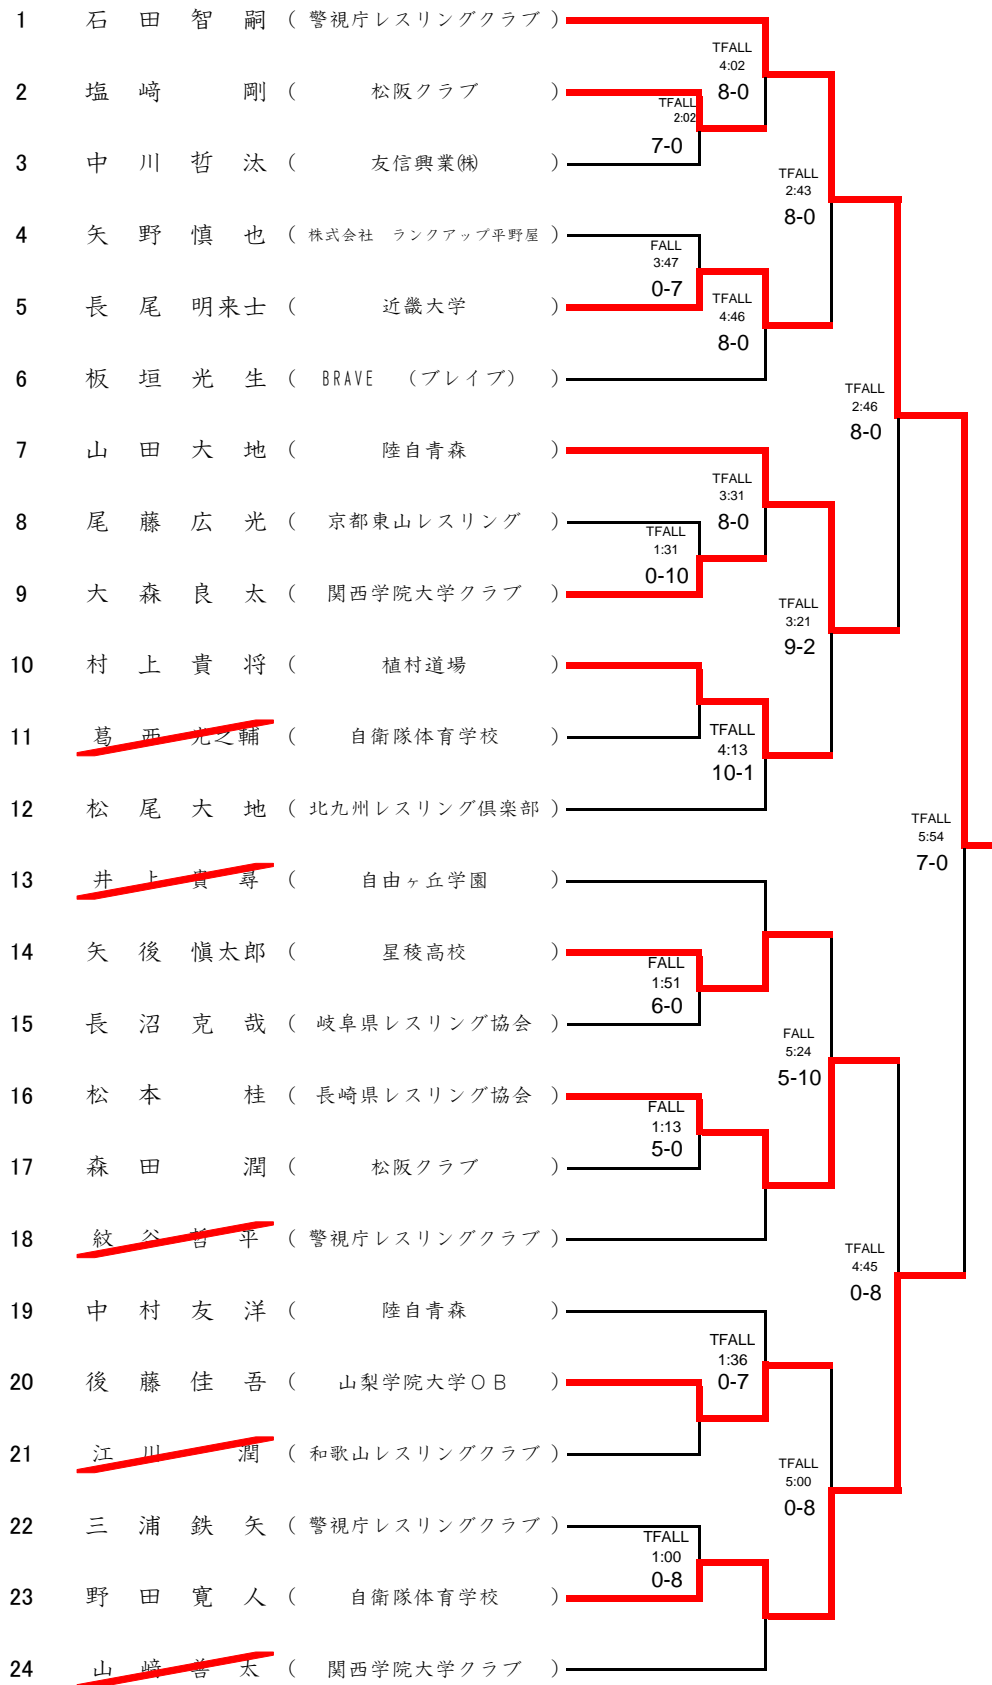 1 石田智嗣 ( 警視庁レスリングクラブ )
TFALL
4:02
8-0
2 塩﨑 剛 ( 松阪クラブ )
TFALL
2:02
7-0
3 中川哲汰 ( 友信興業㈱ )
TFALL
2:43
8-0
4 矢野慎也 ( 株式会社 ランクアップ平野屋 )
FALL
3:47
0-7
5 長尾明来士 ( 近畿大学 )
TFALL
4:46
8-0
6 板垣光生 ( BRAVE (ブレイブ) )
TFALL
2:46
8-0
7 山田大地 ( 陸自青森 )
TFALL
3:31
8-0
8 尾藤広光 ( 京都東山レスリング )
TFALL
1:31
0-10
9 大森良太 ( 関西学院大学クラブ )
TFALL
3:21
9-2
10 村上貴将 ( 植村道場 )
11 葛西光之輔 ( 自衛隊体育学校 )
TFALL
4:13
10-1
12 松尾大地 ( 北九州レスリング倶楽部 )
TFALL
5:54
7-0
13 井上貴尋 ( 自由ヶ丘学園 )
14 矢後愼太郎 ( 星稜高校 )
FALL
1:51
6-0
15 長沼克哉 ( 岐阜県レスリング協会 )
FALL
5:24
5-10
16 松本 桂 ( 長崎県レスリング協会 )
FALL
1:13
5-0
17 森田 潤 ( 松阪クラブ )
18 紋谷哲平 ( 警視庁レスリングクラブ )
TFALL
4:45
0-8
19 中村友洋 ( 陸自青森 )
TFALL
1:36
0-7
20 後藤佳吾 ( 山梨学院大学OB )
21 江川 潤 ( 和歌山レスリングクラブ )
TFALL
5:00
0-8
22 三浦鉄矢 ( 警視庁レスリングクラブ )
TFALL
1:00
0-8
23 野田寛人 ( 自衛隊体育学校 )
24 山﨑善太 ( 関西学院大学クラブ )